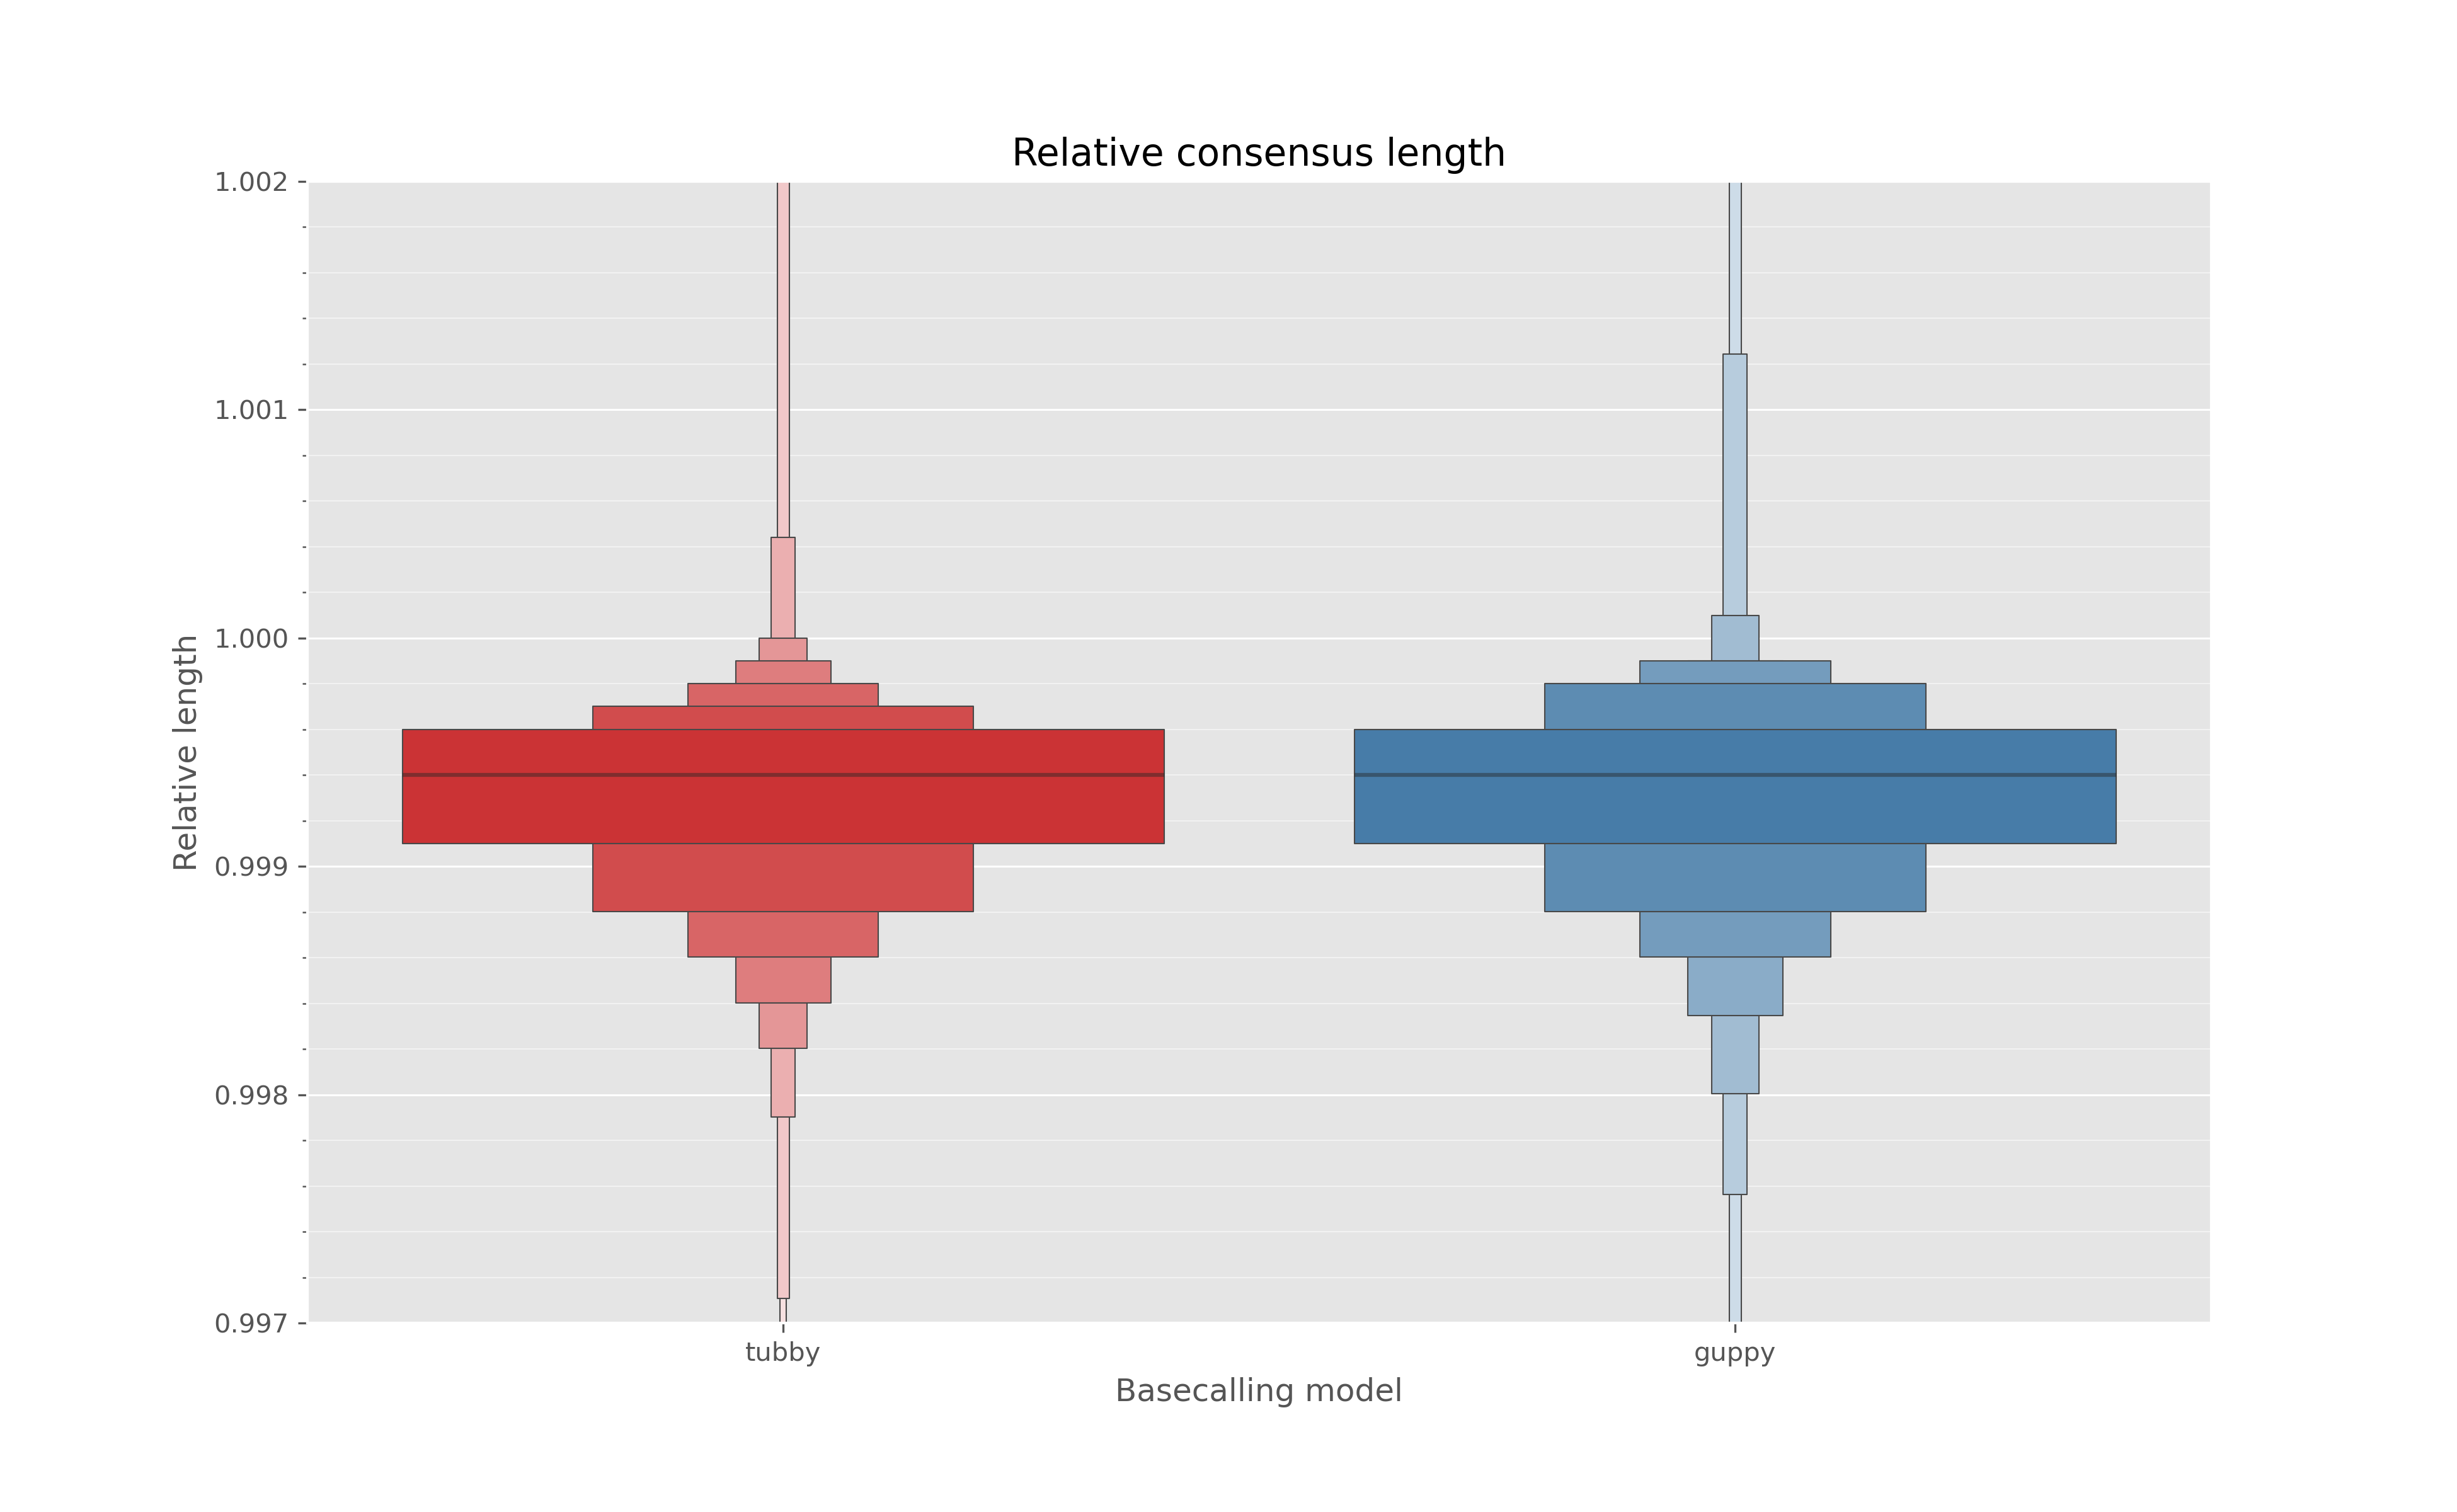 Relative consensus length
1.002
1.001
1.000
0.999
0.998
0.997
Relative length
tubby
guppy
Basecalling model